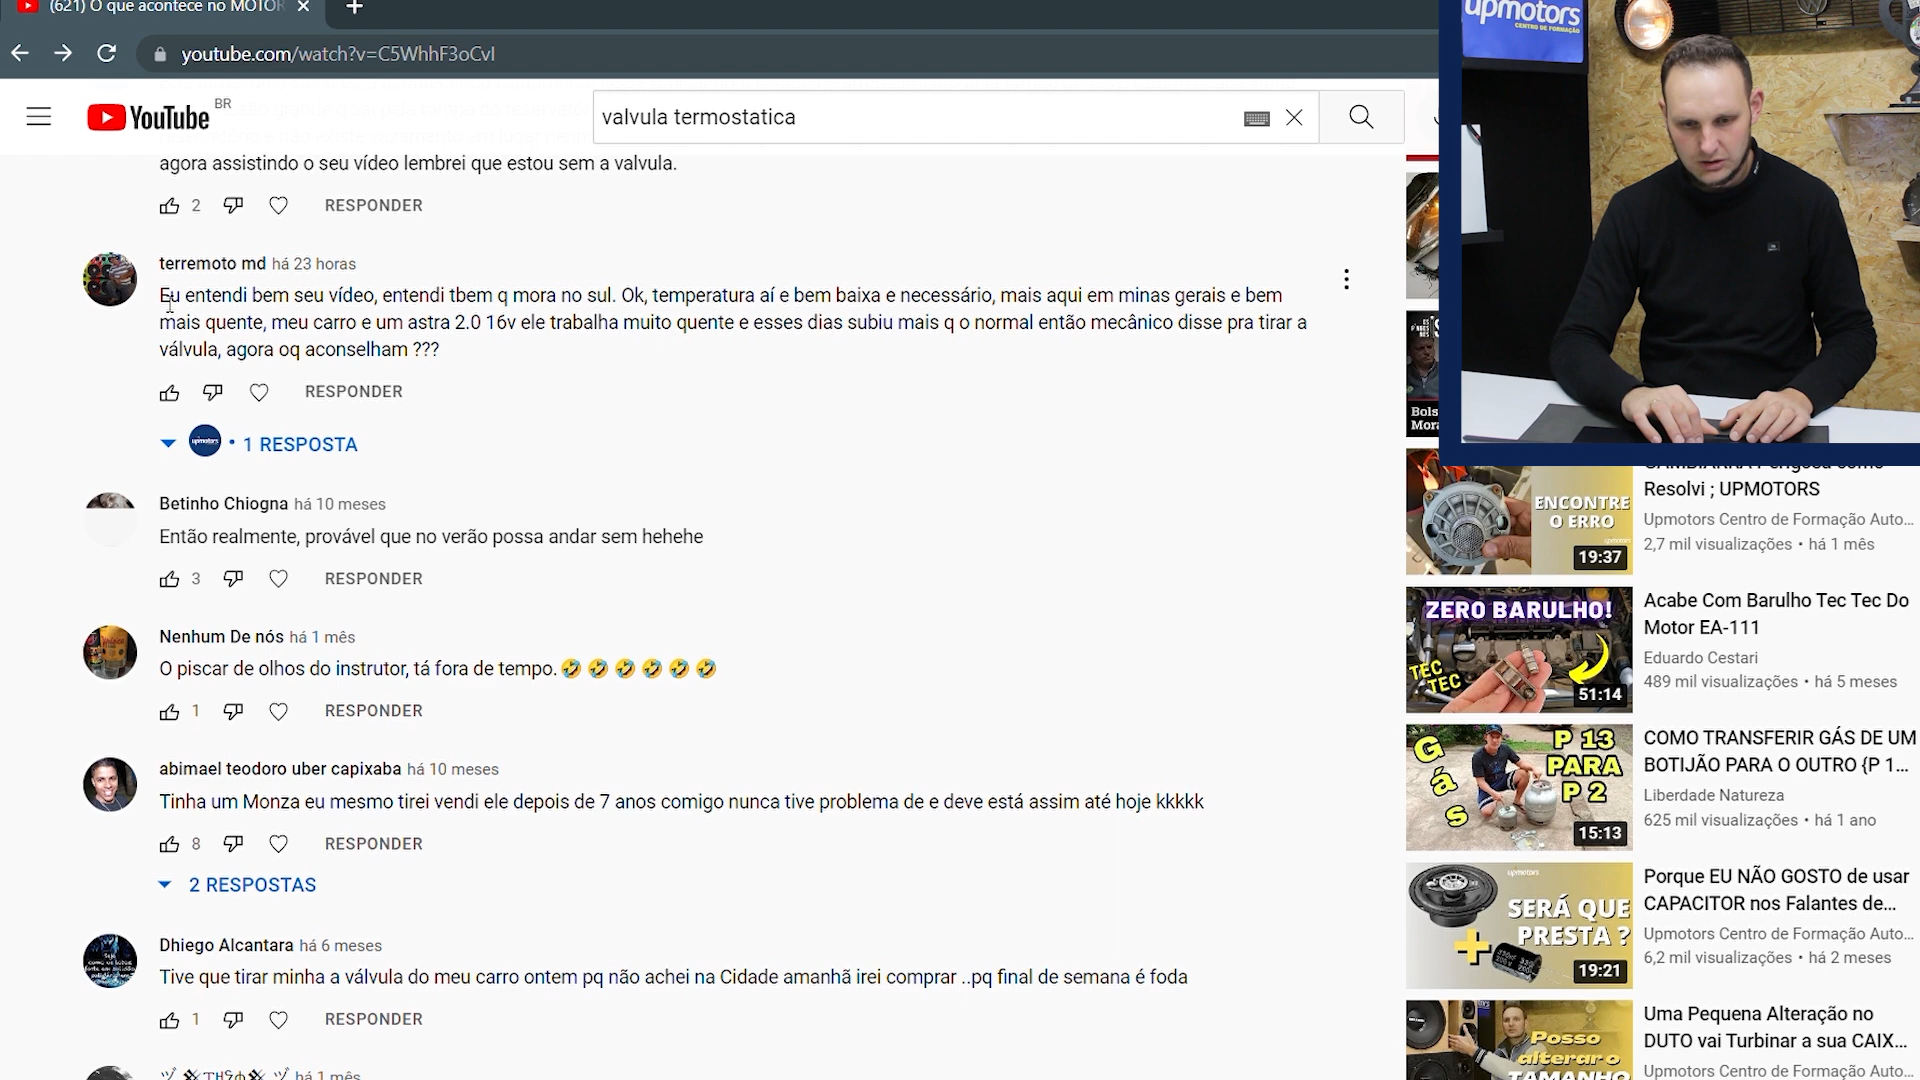 (621) O que acontece no MOTOR
youtube.com/watch?v=C5WhhF3oCvI
YouTube BR
valvula termostatica
agora assistindo o seu vídeo lembrei que estou sem a valvula.
2 RESPONDER
terremoto md há 23 horas
Eu entendi bem seu vídeo, entendi tbem q mora no sul. Ok, temperatura aí e bem baixa e necessário, mais aqui em minas gerais e bem
mais quente, meu carro e um astra 2.0 16v ele trabalha muito quente e esses dias subiu mais q o normal então mecânico disse pra tirar a
válvula, agora oq aconselham ???
RESPONDER
upmotors • 1 RESPOSTA
Betinho Chiogna há 10 meses
Então realmente, provável que no verão possa andar sem hehehe
3 RESPONDER
Nenhum De nós há 1 mês
O piscar de olhos do instrutor, tá fora de tempo. 🤣🤣🤣🤣🤣🤣
1 RESPONDER
abimael teodoro uber capixaba há 10 meses
Tinha um Monza eu mesmo tirei vendi ele depois de 7 anos comigo nunca tive problema de e deve está assim até hoje kkkkk
8 RESPONDER
2 RESPOSTAS
Dhiego Alcantara há 6 meses
Tive que tirar minha a válvula do meu carro ontem pq não achei na Cidade amanhã irei comprar ..pq final de semana é foda
1 RESPONDER
há 1 mês
upmotors
CENTRO DE FORMAÇÃO
Bols
Mora
Resolvi ; UPMOTORS
Upmotors Centro de Formação Auto...
2,7 mil visualizações • há 1 mês
ENCONTRE
O ERRO
19:37
Acabe Com Barulho Tec Tec Do
Motor EA-111
Eduardo Cestari
489 mil visualizações • há 5 meses
ZERO BARULHO!
TEC
TEC
51:14
COMO TRANSFERIR GÁS DE UM
BOTIJÃO PARA O OUTRO {P 1...
Liberdade Natureza
625 mil visualizações • há 1 ano
Gás
P 13
PARA
P 2
15:13
Porque EU NÃO GOSTO de usar
CAPACITOR nos Falantes de...
Upmotors Centro de Formação Auto...
6,2 mil visualizações • há 2 meses
upmotors
SERÁ QUE
PRESTA ?
19:21
Uma Pequena Alteração no
DUTO vai Turbinar a sua CAIX...
Upmotors Centro de Formação Auto...
Posso
alterar o
TAMANHO